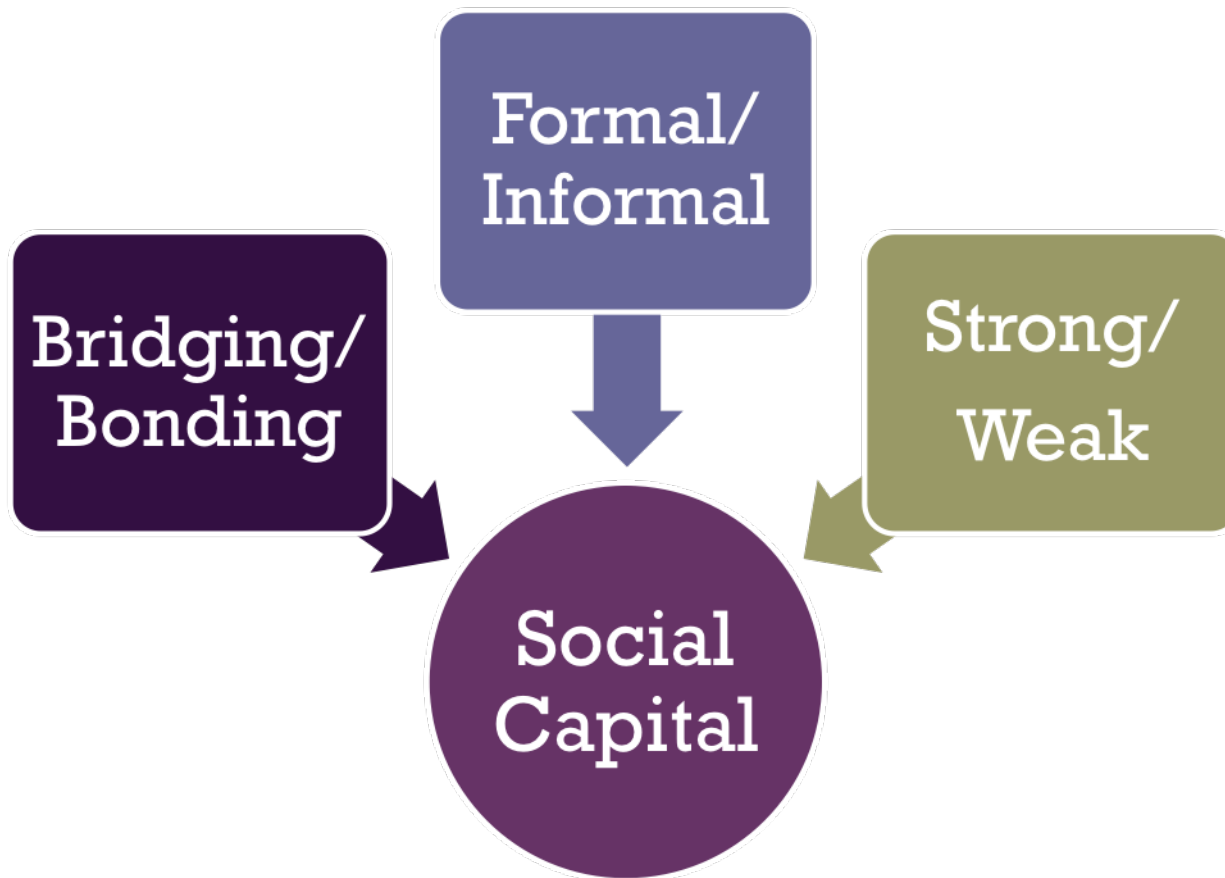 Formal/
Informal
Bridging/
Bonding
Strong/
Weak
Social
Capital